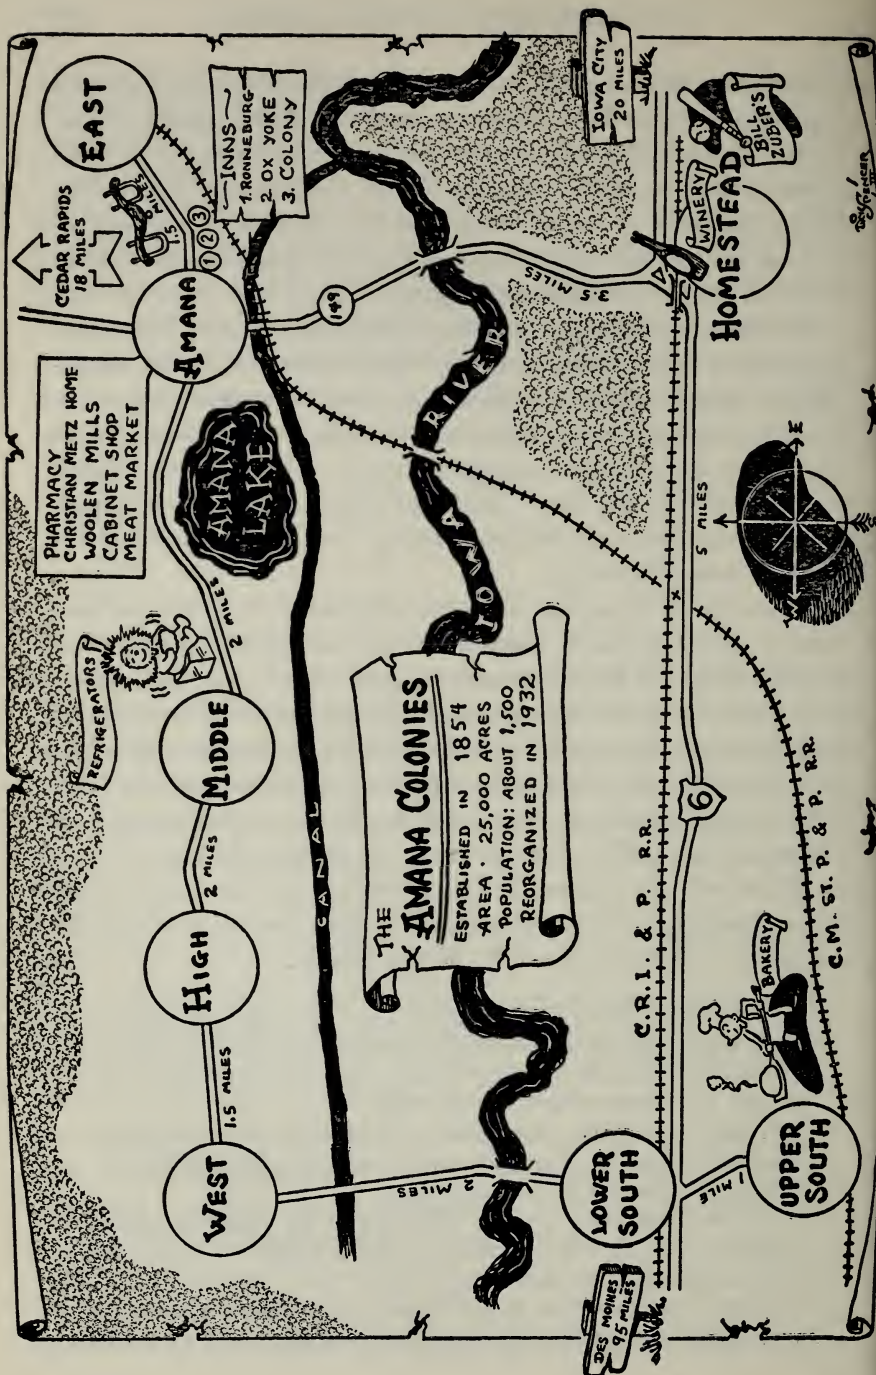 CEDAR RAPIDS
18 MILES
EAST
1.5 MILES
AMANA
1 2 3
~INNS~
1. RONNEBURG
2 OX YOKE
3. COLONY
PHARMACY
CHRISTIAN METZ HOME
WOOLEN MILLS
CABINET SHOP
MEAT MARKET
AMANA
LAKE
2 MILES
REFRIGERATORS
MIDDLE
2 MILES
HIGH
1.5 MILES
WEST
CANAL
149
IOWA RIVER
THE
AMANA COLONIES
ESTABLISHED IN 1854
AREA · 25,000 ACRES
POPULATION: ABOUT 1,500
REORGANIZED IN 1932
2 MILES
3.5 MILES
IOWA CITY
20 MILES
DES MOINES
95 MILES
LOWER
SOUTH
C.R.I. & P. R.R.
6
5 MILES
WINERY
HOMESTEAD
BILL
ZUBER'S
1 MILE
UPPER
SOUTH
BAKERY
C.M. ST. P. & P. R.R.
W E